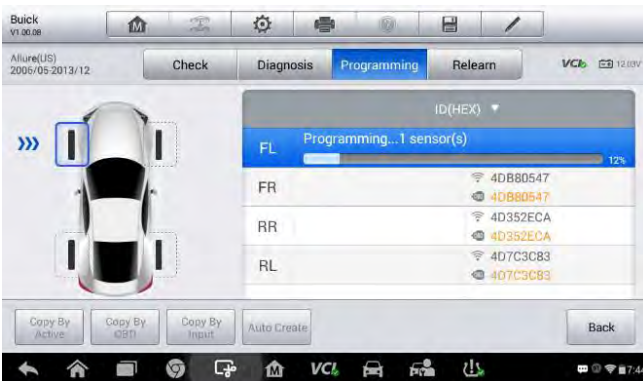 Buick
V1.00.08
Allure(US)
2006/05-2013/12
Check
Diagnosis
Programming
Relearn
VCI
12.03V
ID(HEX) ▼
FL
Programming...1 sensor(s)
12%
FR
4DB80547
4DB80547
RR
4D352ECA
4D352ECA
RL
4D7C3C83
4D7C3C83
Copy By Active
Copy By OBD
Copy By Input
Auto Create
Back
VCI